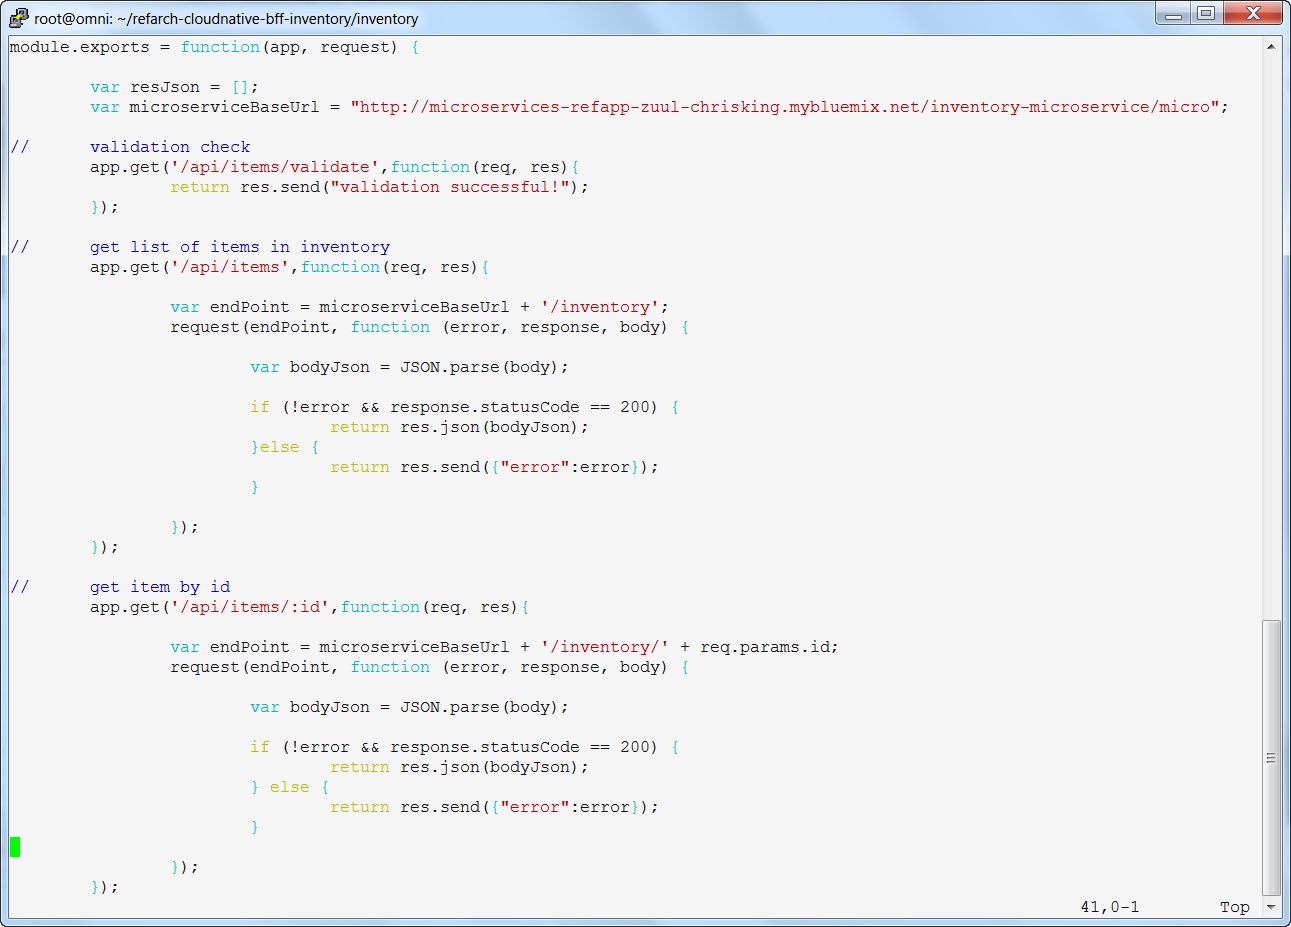 root@omni: ~/refarch-cloudnative-bff-inventory/inventory
module.exports = function(app, request) {
var resJson = [];
var microserviceBaseUrl = "http://microservices-refapp-zuul-chrisking.mybluemix.net/inventory-microservice/micro";
// validation check
app.get('/api/items/validate',function(req, res){
return res.send("validation successful!");
});
// get list of items in inventory
app.get('/api/items',function(req, res){
var endPoint = microserviceBaseUrl + '/inventory';
request(endPoint, function (error, response, body) {
var bodyJson = JSON.parse(body);
if (!error && response.statusCode == 200) {
return res.json(bodyJson);
}else {
return res.send({"error":error});
}
});
});
// get item by id
app.get('/api/items/:id',function(req, res){
var endPoint = microserviceBaseUrl + '/inventory/' + req.params.id;
request(endPoint, function (error, response, body) {
var bodyJson = JSON.parse(body);
if (!error && response.statusCode == 200) {
return res.json(bodyJson);
} else {
return res.send({"error":error});
}
});
});
41,0-1 Top